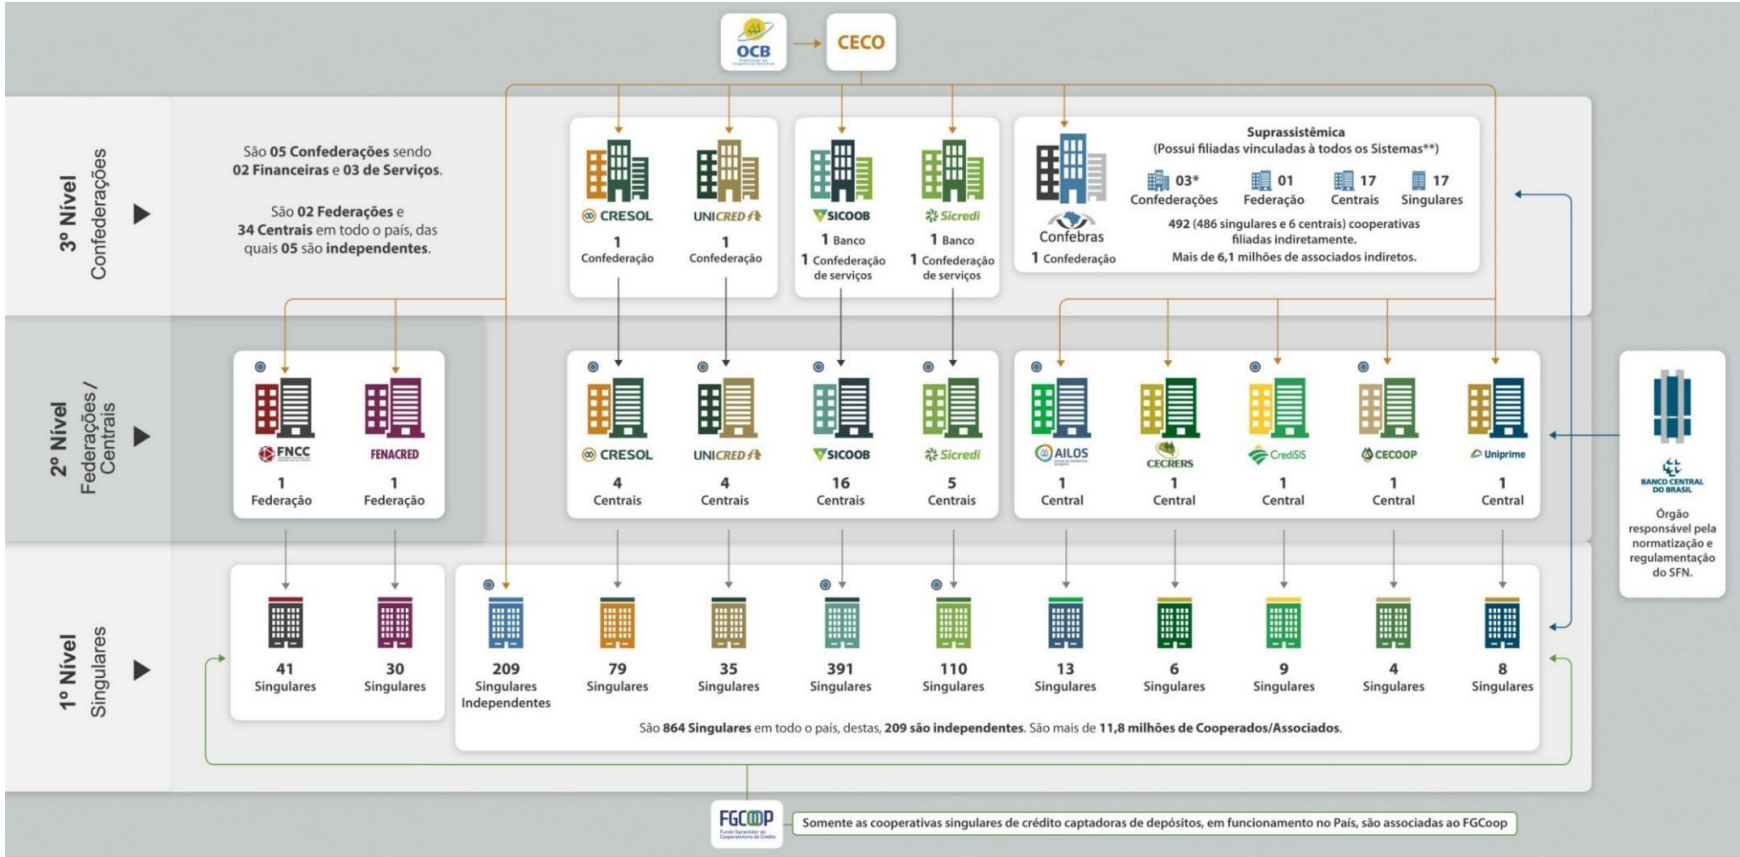 OCB
CECO
3º Nível
Confederações
São 05 Confederações sendo
02 Financeiras e 03 de Serviços.
São 02 Federações e
34 Centrais em todo o país, das
quais 05 são independentes.
CRESOL
1
Confederação
UNICRED
1
Confederação
SICOOB
1 Banco
1 Confederação
de serviços
Sicredi
1 Banco
1 Confederação
de serviços
Confebras
1 Confederação
Suprassistêmica
(Possui filiadas vinculadas à todos os Sistemas**)
03*
Confederações
01
Federação
17
Centrais
17
Singulares
492 (486 singulares e 6 centrais) cooperativas
filiadas indiretamente.
Mais de 6,1 milhões de associados indiretos.
2º Nível
Federações /
Centrais
FNCC
1
Federação
FENACRED
1
Federação
CRESOL
4
Centrais
UNICRED
4
Centrais
SICOOB
16
Centrais
Sicredi
5
Centrais
AILOS
1
Central
CECRERS
1
Central
CrediSIS
1
Central
CECOOP
1
Central
Uniprime
1
Central
BANCO CENTRAL
DO BRASIL
Órgão
responsável pela
normatização e
regulamentação
do SFN.
1º Nível
Singulares
41
Singulares
30
Singulares
209
Singulares
Independentes
79
Singulares
35
Singulares
391
Singulares
110
Singulares
13
Singulares
6
Singulares
9
Singulares
4
Singulares
8
Singulares
São 864 Singulares em todo o país, destas, 209 são independentes. São mais de 11,8 milhões de Cooperados/Associados.
FGCOOP
Fundo Garantidor do
Cooperativismo de Crédito
Somente as cooperativas singulares de crédito captadoras de depósitos, em funcionamento no País, são associadas ao FGCoop